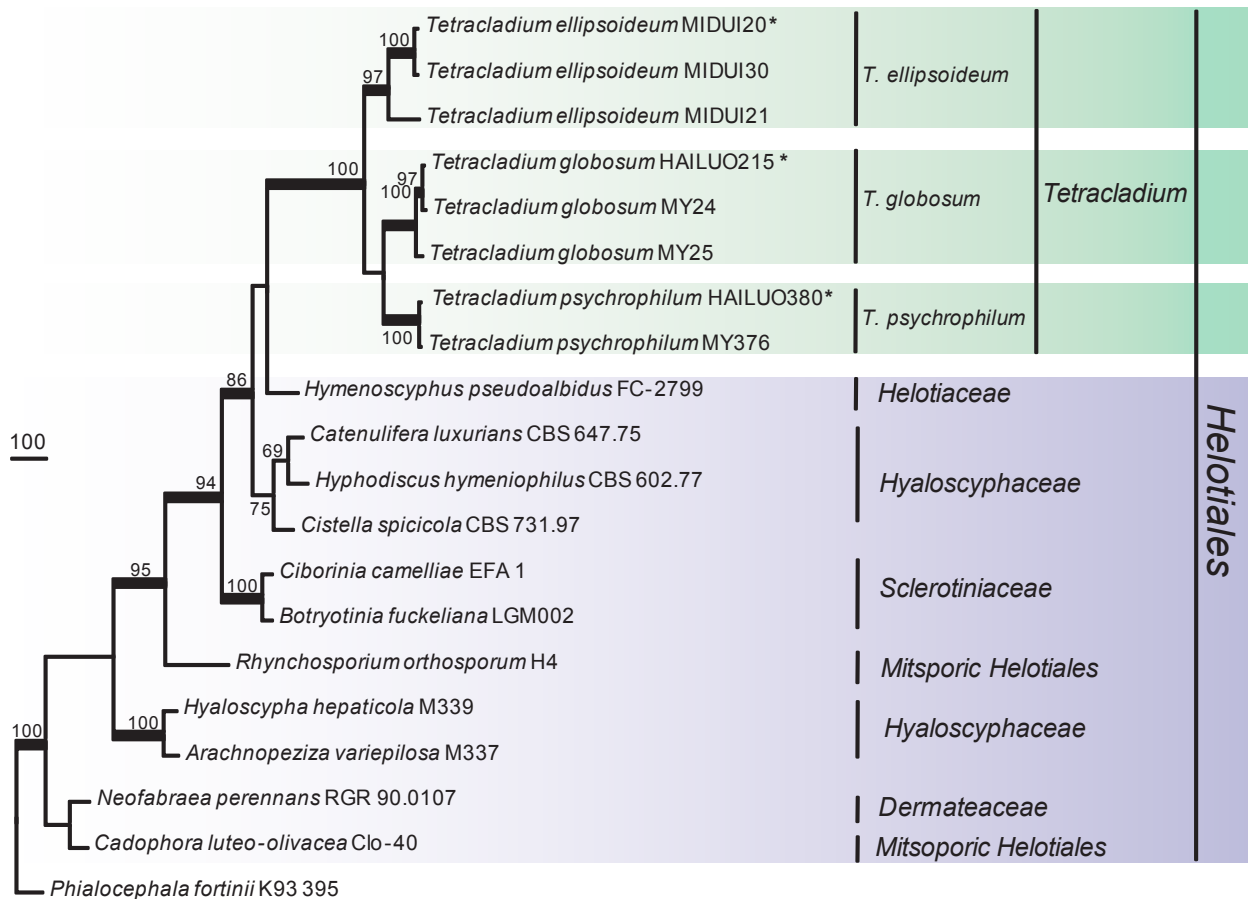 100
Tetracladium ellipsoideum MIDUI20*
97
Tetracladium ellipsoideum MIDUI30
T. ellipsoideum
Tetracladium ellipsoideum MIDUI21
100
97
Tetracladium globosum HAILUO215 *
100
Tetracladium globosum MY24
T. globosum
Tetracladium
Tetracladium globosum MY25
Tetracladium psychrophilum HAILUO380*
T. psychrophilum
100
Tetracladium psychrophilum MY376
86
Hymenoscyphus pseudoalbidus FC-2799
Helotiaceae
100
Catenulifera luxurians CBS 647.75
69
Hyphodiscus hymeniophilus CBS 602.77
Hyaloscyphaceae
94
75
Cistella spicicola CBS 731.97
Helotiales
95
Ciborinia camelliae EFA 1
100
Sclerotiniaceae
Botryotinia fuckeliana LGM002
Rhynchosporium orthosporum H4
Mitsporic Helotiales
Hyaloscypha hepaticola M339
100
Hyaloscyphaceae
100
Arachnopeziza variepilosa M337
Neofabraea perennans RGR 90.0107
Dermateaceae
Cadophora luteo-olivacea Clo-40
Mitsoporic Helotiales
Phialocephala fortinii K93 395